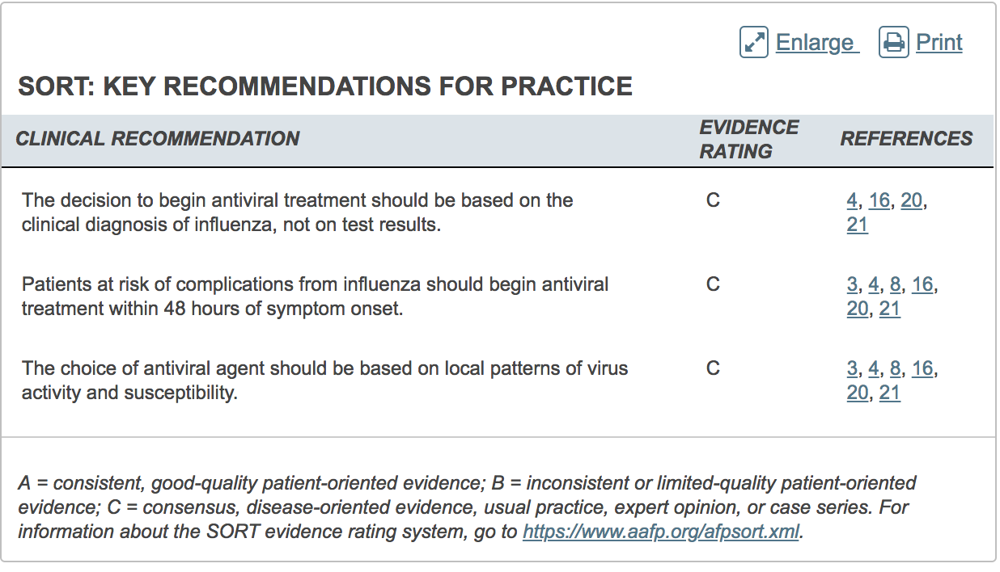 Enlarge Print
SORT: KEY RECOMMENDATIONS FOR PRACTICE
CLINICAL RECOMMENDATION EVIDENCE RATING REFERENCES
The decision to begin antiviral treatment should be based on the C 4, 16, 20,
clinical diagnosis of influenza, not on test results. 21
Patients at risk of complications from influenza should begin antiviral C 3, 4, 8, 16,
treatment within 48 hours of symptom onset. 20, 21
The choice of antiviral agent should be based on local patterns of virus C 3, 4, 8, 16,
activity and susceptibility. 20, 21
A = consistent, good-quality patient-oriented evidence; B = inconsistent or limited-quality patient-oriented
evidence; C = consensus, disease-oriented evidence, usual practice, expert opinion, or case series. For
information about the SORT evidence rating system, go to https://www.aafp.org/afpsort.xml.